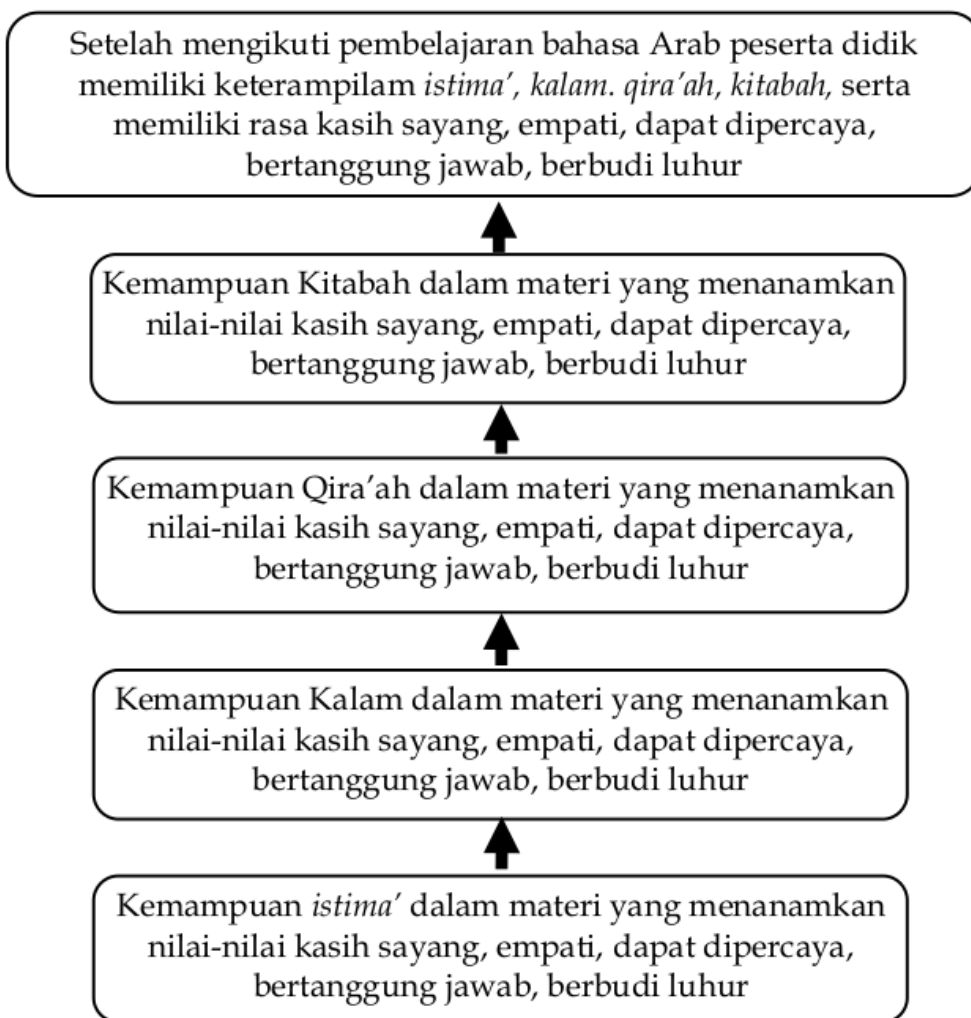 Setelah mengikuti pembelajaran bahasa Arab peserta didik
memiliki keterampilam istima’, kalam. qira’ah, kitabah, serta
memiliki rasa kasih sayang, empati, dapat dipercaya,
bertanggung jawab, berbudi luhur
Kemampuan Kitabah dalam materi yang menanamkan
nilai-nilai kasih sayang, empati, dapat dipercaya,
bertanggung jawab, berbudi luhur
Kemampuan Qira’ah dalam materi yang menanamkan
nilai-nilai kasih sayang, empati, dapat dipercaya,
bertanggung jawab, berbudi luhur
Kemampuan Kalam dalam materi yang menanamkan
nilai-nilai kasih sayang, empati, dapat dipercaya,
bertanggung jawab, berbudi luhur
Kemampuan istima’ dalam materi yang menanamkan
nilai-nilai kasih sayang, empati, dapat dipercaya,
bertanggung jawab, berbudi luhur